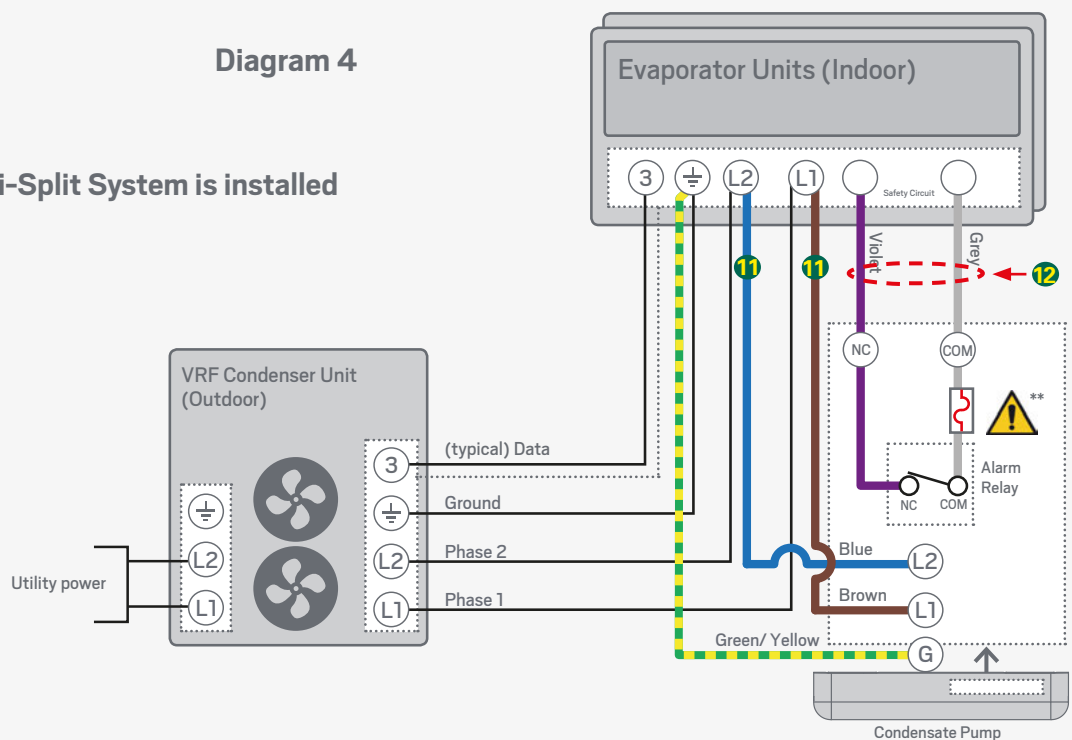 Diagram 4
i-Split System is installed
Evaporator Units (Indoor)
3
L2
L1
Safety Circuit
Violet
Grey
11
11
12
NC
COM
**
Alarm
Relay
NC
COM
VRF Condenser Unit
(Outdoor)
3
L2
L1
L2
L1
Utility power
(typical) Data
Ground
Phase 2
Phase 1
Blue
L2
Brown
L1
Green/ Yellow
G
Condensate Pump